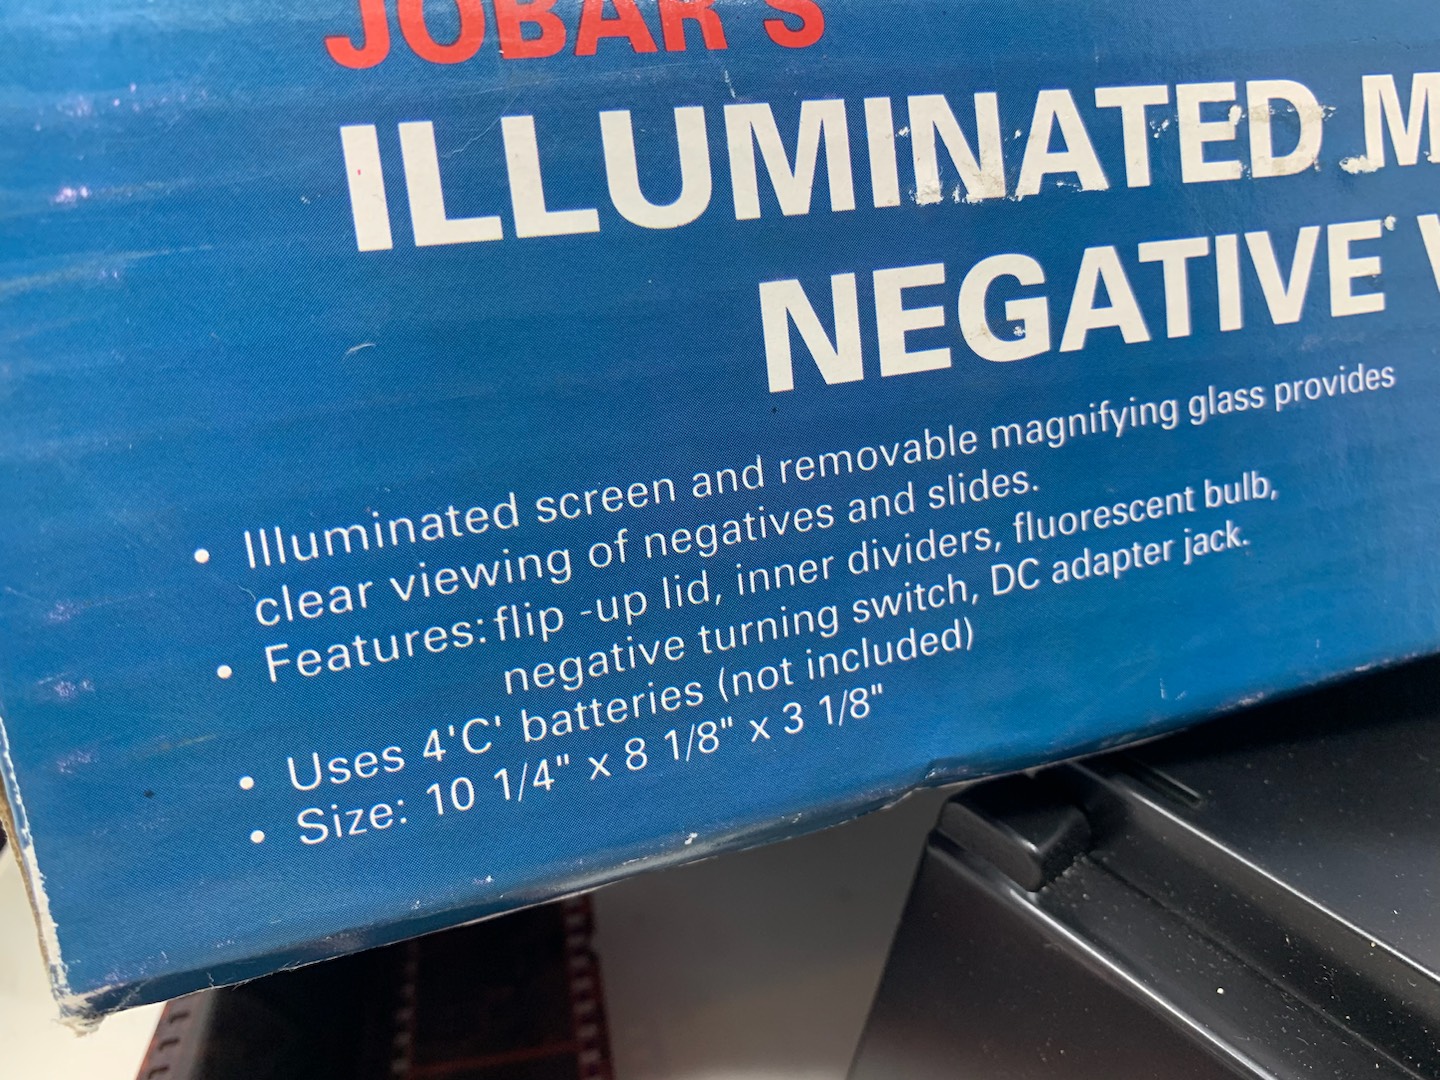 JOBAR'S
ILLUMINATED M
NEGATIVE
• Illuminated screen and removable magnifying glass provides
clear viewing of negatives and slides.
• Features: flip -up lid, inner dividers, fluorescent bulb,
negative turning switch, DC adapter jack.
• Uses 4'C' batteries (not included)
• Size: 10 1/4" x 8 1/8" x 3 1/8"